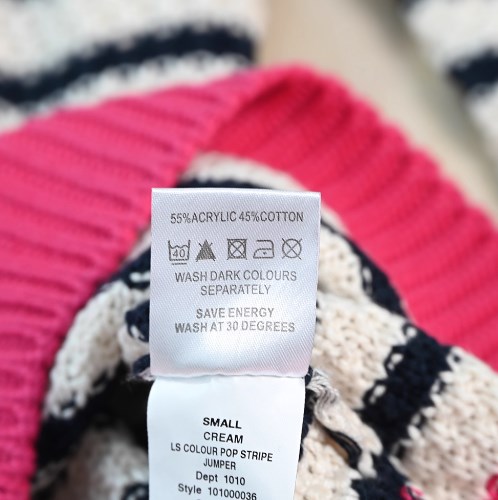 55%ACRYLIC 45%COTTON
40
WASH DARK COLOURS
SEPARATELY
SAVE ENERGY
WASH AT 30 DEGREES
SMALL
CREAM
LS COLOUR POP STRIPE
JUMPER
Dept 1010
Style 101000036